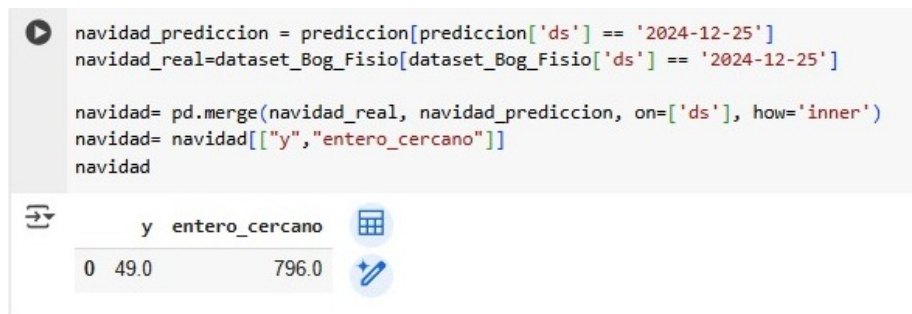 navidad_prediccion = prediccion[prediccion['ds'] == '2024-12-25']
navidad_real=dataset_Bog_Fisio[dataset_Bog_Fisio['ds'] == '2024-12-25']
navidad= pd.merge(navidad_real, navidad_prediccion, on=['ds'], how='inner')
navidad= navidad[["y","entero_cercano"]]
navidad
y entero_cercano
0 49.0 796.0